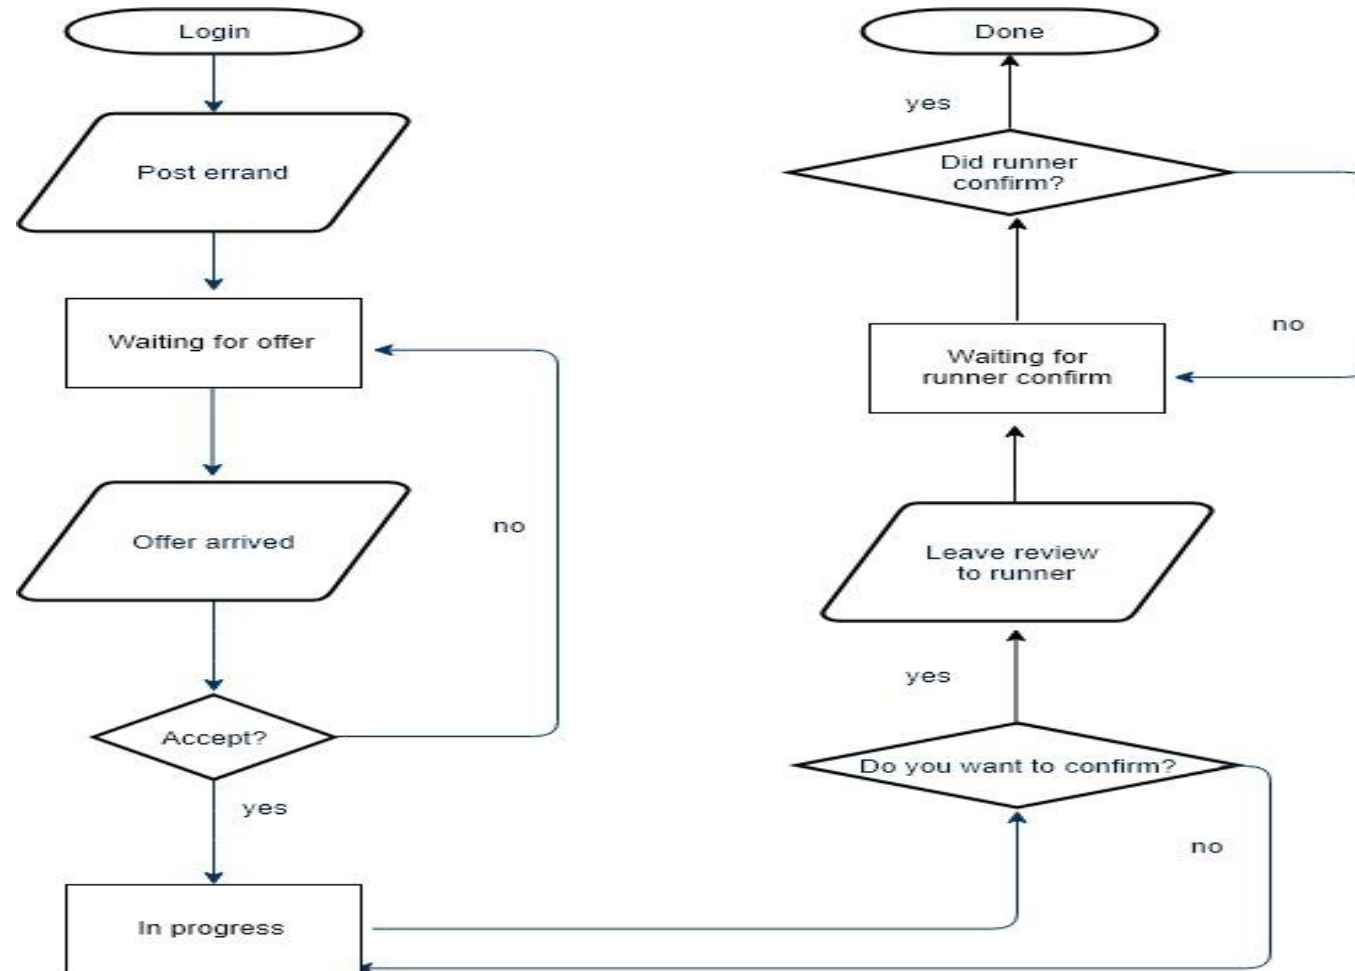 Login
Post errand
Waiting for offer
Offer arrived
no
Accept?
yes
In progress
Done
yes
Did runner
confirm?
no
Waiting for
runner confirm
Leave review
to runner
yes
Do you want to confirm?
no